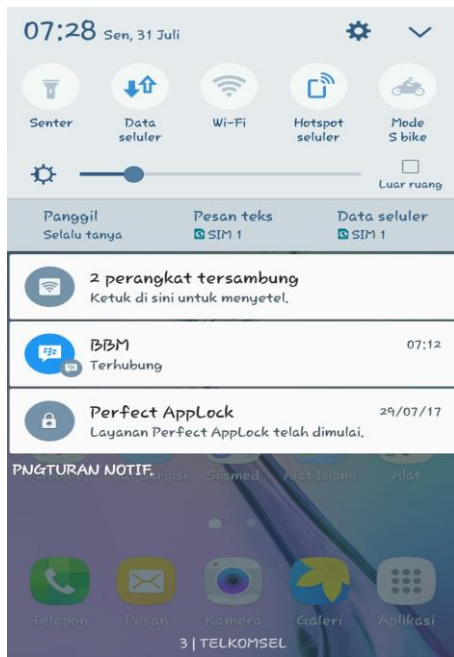 07:28 Sen, 31 Juli
Senter Data seluler Wi-Fi Hotspot seluler Mode S bike
Luar ruang
Panggil Pesan teks Data seluler
Selalu tanya SIM 1 SIM 1
2 perangkat tersambung
Ketuk di sini untuk menyetel.
BBM 07:12
Terhubung
Perfect AppLock 29/07/17
Layanan Perfect AppLock telah dimulai.
PNGTURAN NOTIF.
Sosmed Alat Islami Alat
Telepon Pesan Kamera Galeri Aplikasi
3 | TELKOMSEL